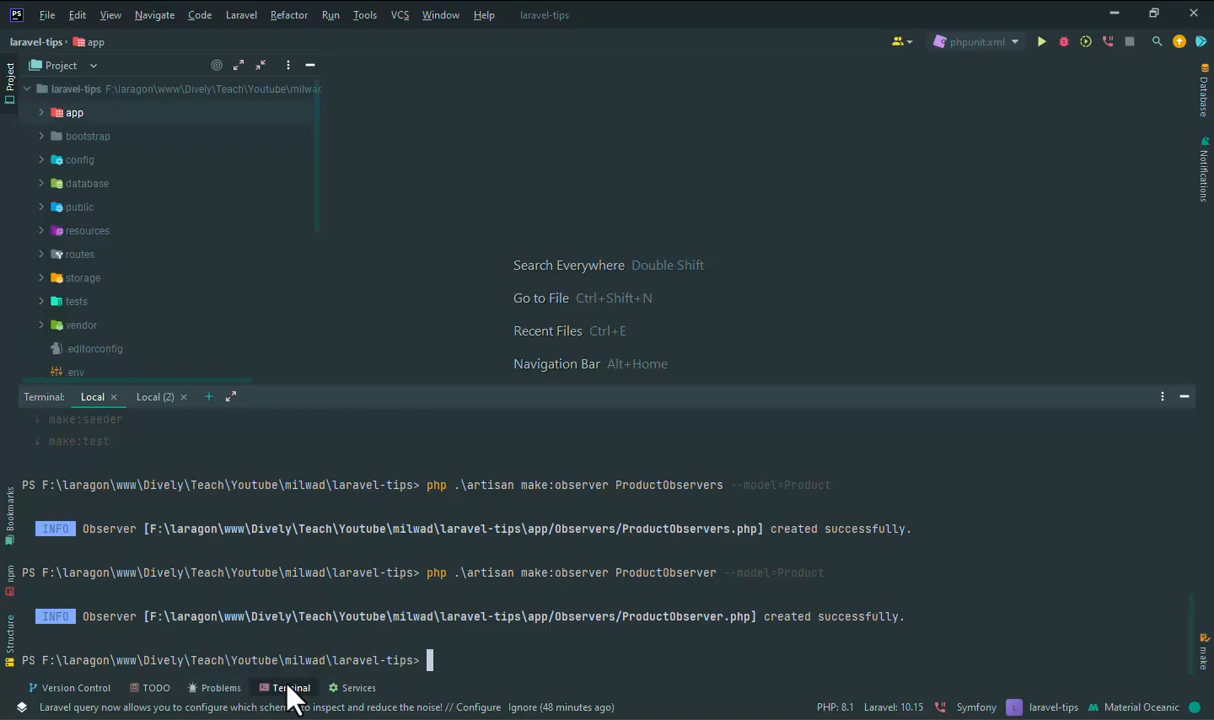 PS File Edit View Navigate Code Laravel Refactor Run Tools VCS Window Help laravel-tips
laravel-tips › app phpunit.xml
Project
Project
laravel-tips F:\laragon\www\Dively\Teach\Youtube\milwad
app
bootstrap
config
database
public
resources
routes
storage
tests
vendor
.editorconfig
.env
Search Everywhere Double Shift
Go to File Ctrl+Shift+N
Recent Files Ctrl+E
Navigation Bar Alt+Home
Database
Notifications
make
Bookmarks
npm
Structure
Terminal: Local × Local (2) × +
↓ make:seeder
↓ make:test
PS F:\laragon\www\Dively\Teach\Youtube\milwad\laravel-tips> php .\artisan make:observer ProductObservers --model=Product
INFO Observer [F:\laragon\www\Dively\Teach\Youtube\milwad\laravel-tips\app/Observers/ProductObservers.php] created successfully.
PS F:\laragon\www\Dively\Teach\Youtube\milwad\laravel-tips> php .\artisan make:observer ProductObserver --model=Product
INFO Observer [F:\laragon\www\Dively\Teach\Youtube\milwad\laravel-tips\app/Observers/ProductObserver.php] created successfully.
PS F:\laragon\www\Dively\Teach\Youtube\milwad\laravel-tips>
Version Control TODO Problems Terminal Services
Laravel query now allows you to configure which to inspect and reduce the noise! // Configure Ignore (48 minutes ago) PHP: 8.1 Laravel: 10.15 Symfony L laravel-tips Material Oceanic